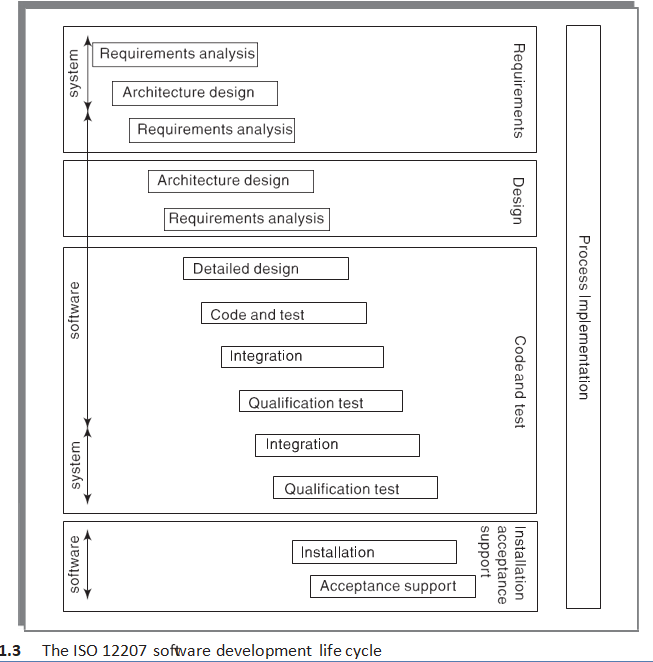 system
Requirements analysis
Architecture design
Requirements analysis
Requirements
Architecture design
Requirements analysis
Design
software
Detailed design
Code and test
Integration
Qualification test
Code and test
system
Integration
Qualification test
software
Installation
Acceptance support
Installation
acceptance
support
Process Implementation
1.3 The ISO 12207 software development life cycle